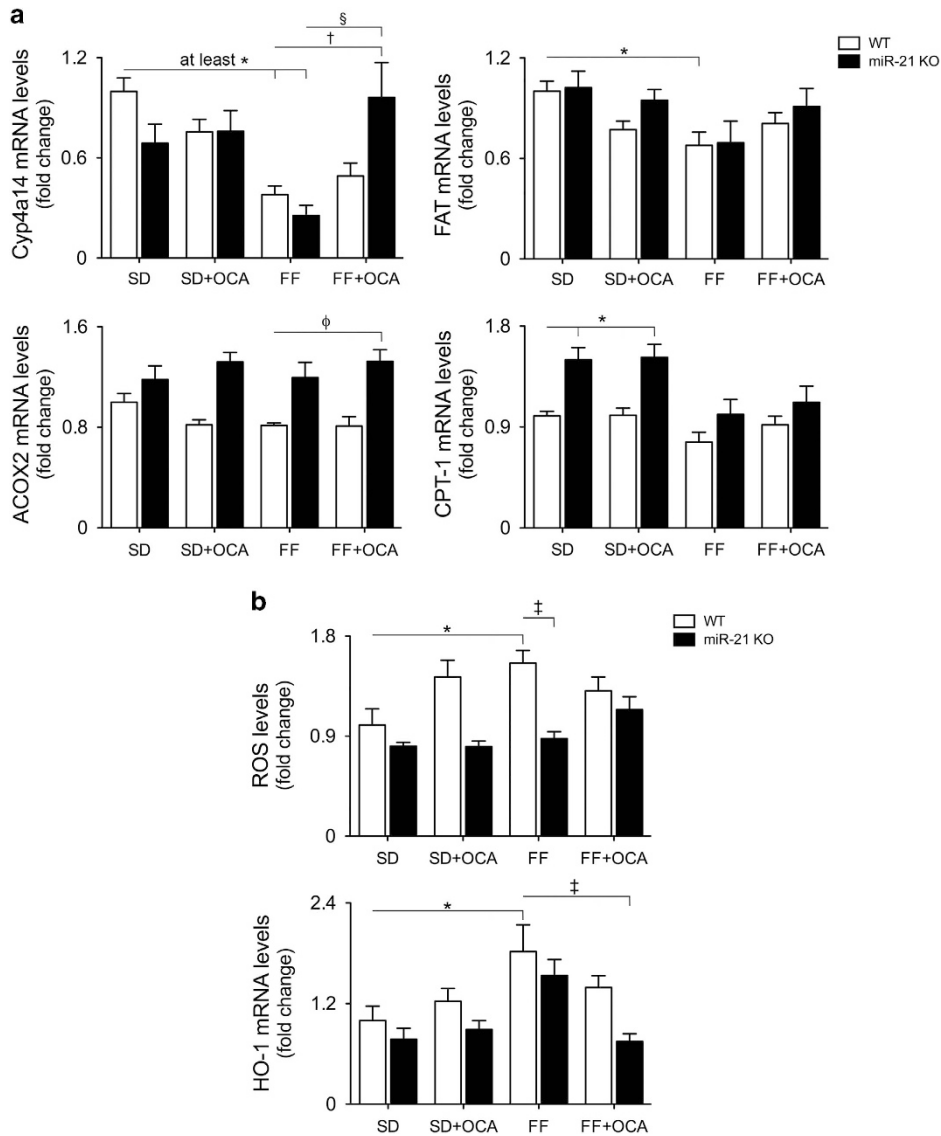 a
§
†
at least *
1.2
0.6
0
Cyp4a14 mRNA levels
(fold change)
SD SD+OCA FF FF+OCA
WT
miR-21 KO
*
1.2
0.6
0
FAT mRNA levels
(fold change)
SD SD+OCA FF FF+OCA
ϕ
1.6
0.8
0
ACOX2 mRNA levels
(fold change)
SD SD+OCA FF FF+OCA
*
1.8
0.9
0
CPT-1 mRNA levels
(fold change)
SD SD+OCA FF FF+OCA
b
‡
*
1.8
0.9
0
ROS levels
(fold change)
SD SD+OCA FF FF+OCA
WT
miR-21 KO
‡
*
2.4
1.2
0
HO-1 mRNA levels
(fold change)
SD SD+OCA FF FF+OCA